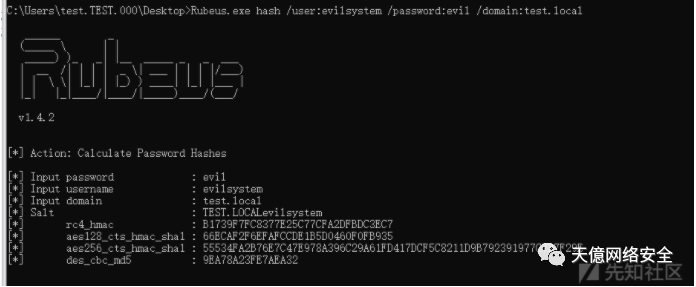 C:\Users\test.TEST.000\Desktop>Rubeus.exe hash /user:evilsystem /password:evil /domain:test.local
Rubeus
v1.4.2
[*] Action: Calculate Password Hashes
[*] Input password : evil
[*] Input username : evilsystem
[*] Input domain : test.local
[*] Salt : TEST.LOCALevilsystem
[*] rc4_hmac : B1739F7FC8377E25C77CFA2DFBDC3EC7
[*] aes128_cts_hmac_sha1 : 66ECAF2F6EFAFCCDE1B5D0460F0FB935
[*] aes256_cts_hmac_sha1 :
[*] des_cbc_md5 : 9EA78A23FE7AEA32
天億网络安全
先知社区